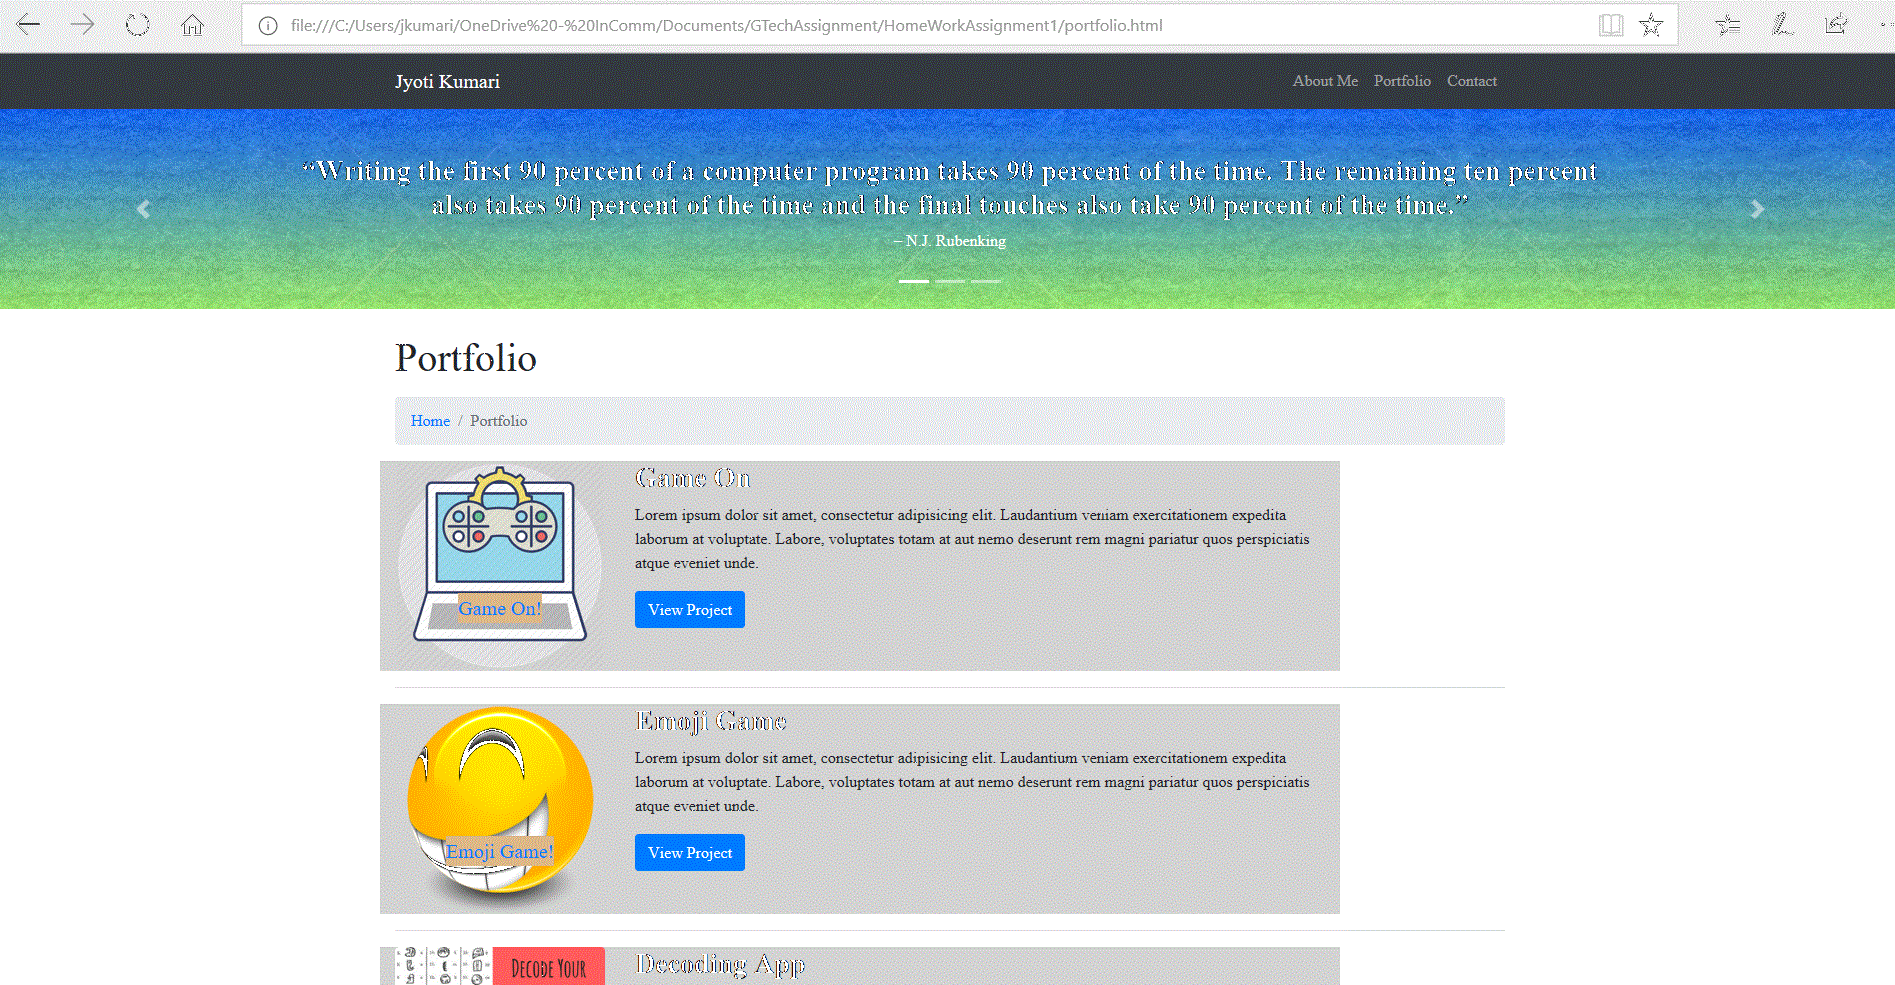 file:///C:/Users/jkumari/OneDrive%20-%20InComm/Documents/GTechAssignment/HomeWorkAssignment1/portfolio.html
Jyoti Kumari
About Me Portfolio Contact
“Writing the first 90 percent of a computer program takes 90 percent of the time. The remaining ten percent
also takes 90 percent of the time and the final touches also take 90 percent of the time.”
– N.J. Rubenking
Portfolio
Home / Portfolio
Game On!
Game On
Lorem ipsum dolor sit amet, consectetur adipisicing elit. Laudantium veniam exercitationem expedita
laborum at voluptate. Labore, voluptates totam at aut nemo deserunt rem magni pariatur quos perspiciatis
atque eveniet unde.
View Project
Emoji Game!
Emoji Game
Lorem ipsum dolor sit amet, consectetur adipisicing elit. Laudantium veniam exercitationem expedita
laborum at voluptate. Labore, voluptates totam at aut nemo deserunt rem magni pariatur quos perspiciatis
atque eveniet unde.
View Project
Decode Your
Decoding App